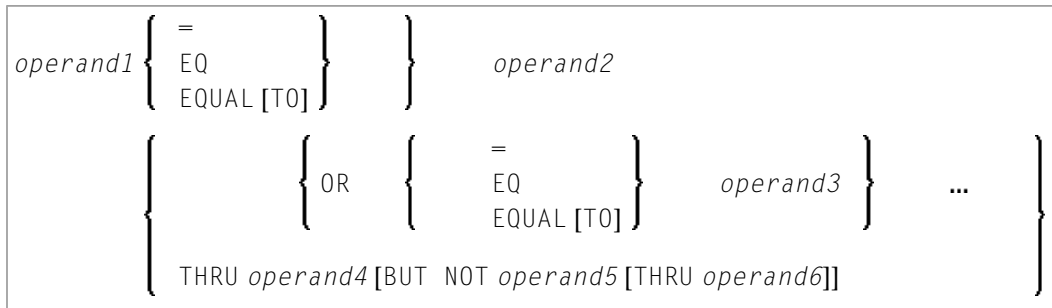 =
operand1 EQ operand2
EQUAL [TO]
=
OR EQ operand3 ...
EQUAL [TO]
THRU operand4 [BUT NOT operand5 [THRU operand6]]